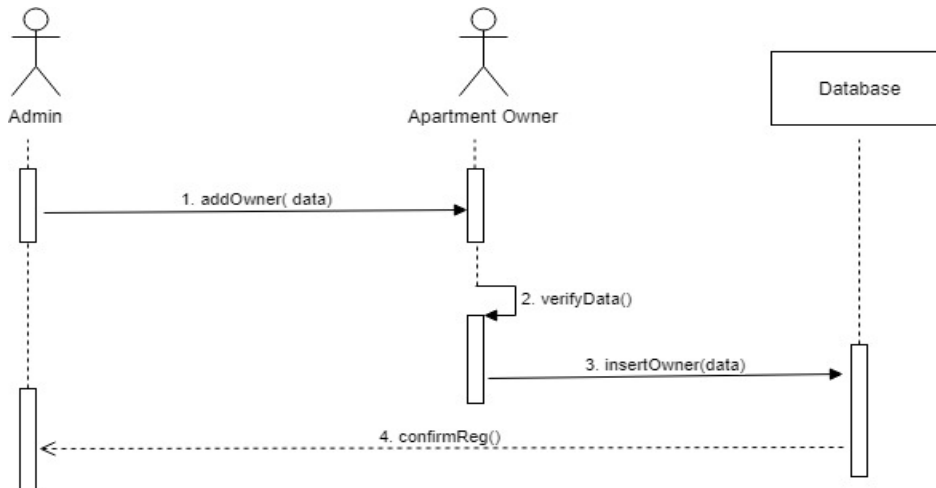 Admin
Apartment Owner
Database
1. addOwner( data)
2. verifyData()
3. insertOwner(data)
4. confirmReg()